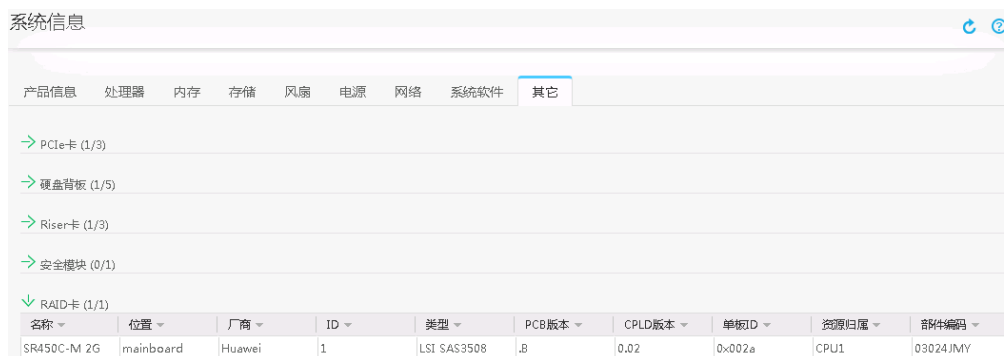 系统信息
产品信息 处理器 内存 存储 风扇 电源 网络 系统软件 其它
PCIe卡 (1/3)
硬盘背板 (1/5)
Riser卡 (1/3)
安全模块 (0/1)
RAID卡 (1/1)
名称 位置 厂商 ID 类型 PCB版本 CPLD版本 单板ID 资源归属 部件编码
SR450C-M 2G mainboard Huawei 1 LSI SAS3508 .B 0.02 0x002a CPU1 03024JMY